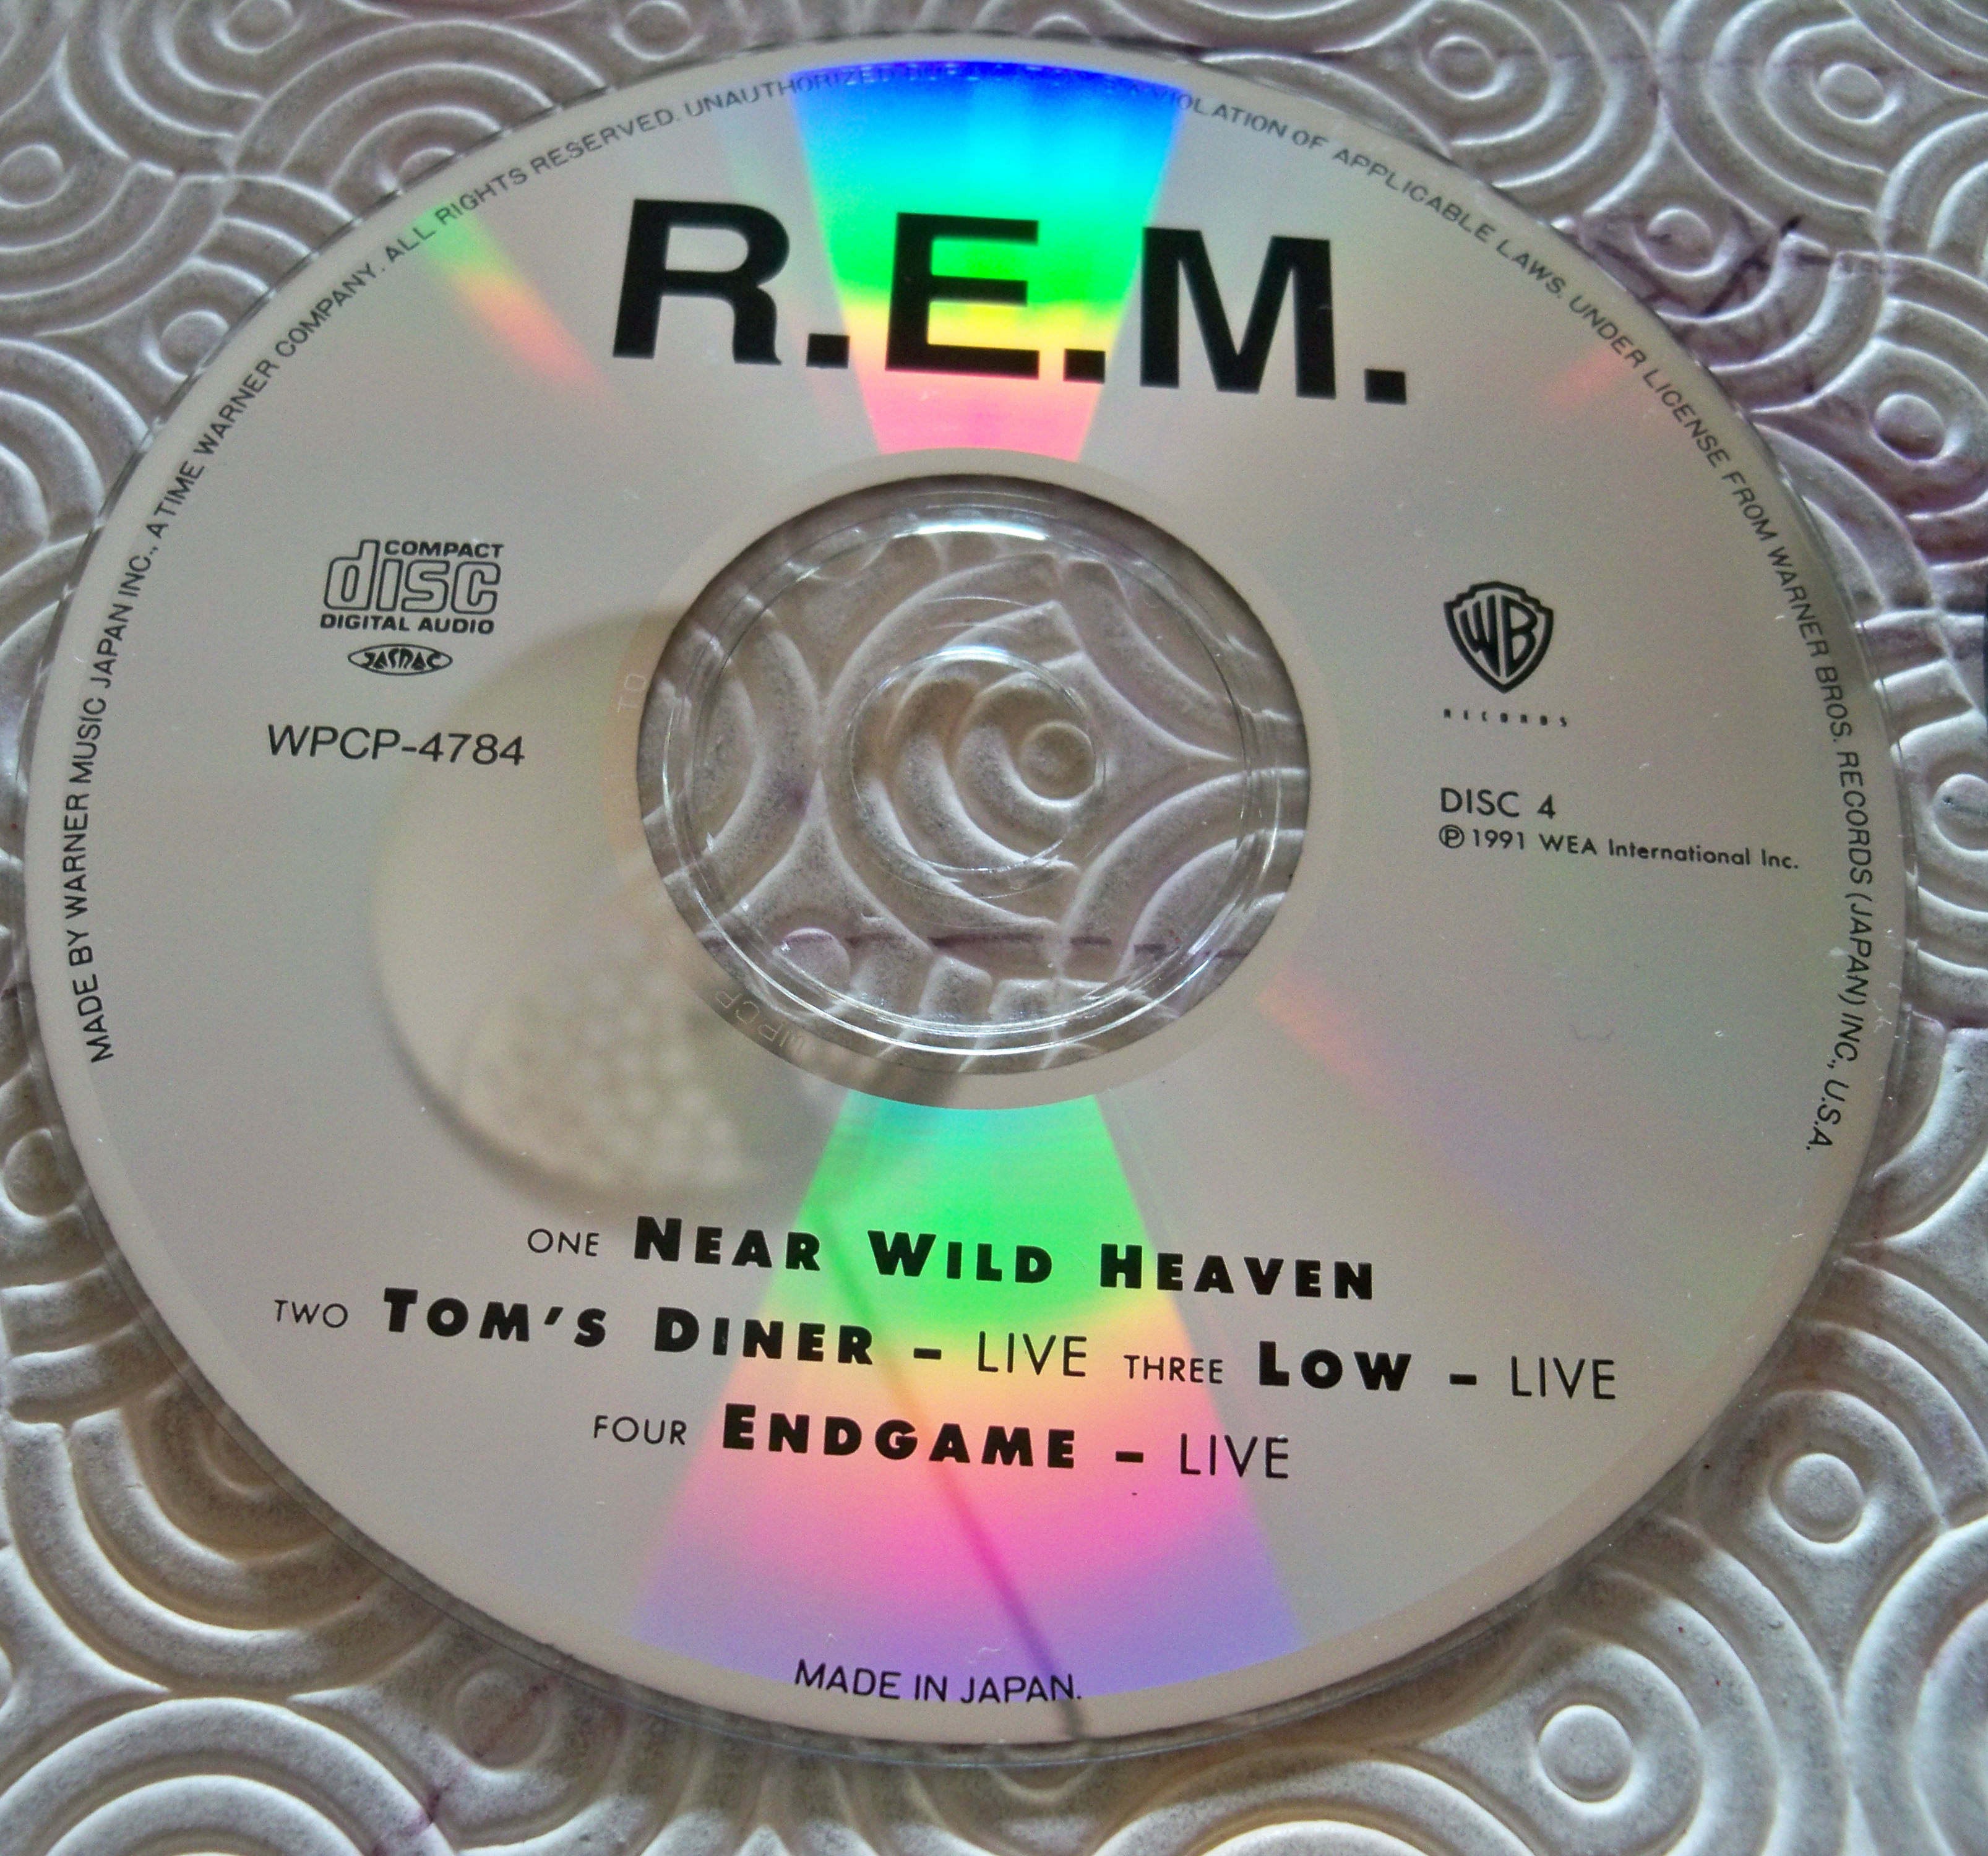 MADE BY WARNER MUSIC JAPAN INC., A TIME WARNER COMPANY. ALL RIGHTS RESERVED. UNAUTHORIZED VIOLATION OF APPLICABLE LAWS. UNDER LICENSE FROM WARNER BROS. RECORDS (JAPAN) INC., U.S.A.
R.E.M.
COMPACT
disc
DIGITAL AUDIO
JASRAC
WPCP-4784
WB
RECORDS
DISC 4
Ⓟ 1991 WEA International Inc.
WPCP
ONE NEAR WILD HEAVEN
TWO TOM'S DINER – LIVE THREE LOW – LIVE
FOUR ENDGAME – LIVE
MADE IN JAPAN.